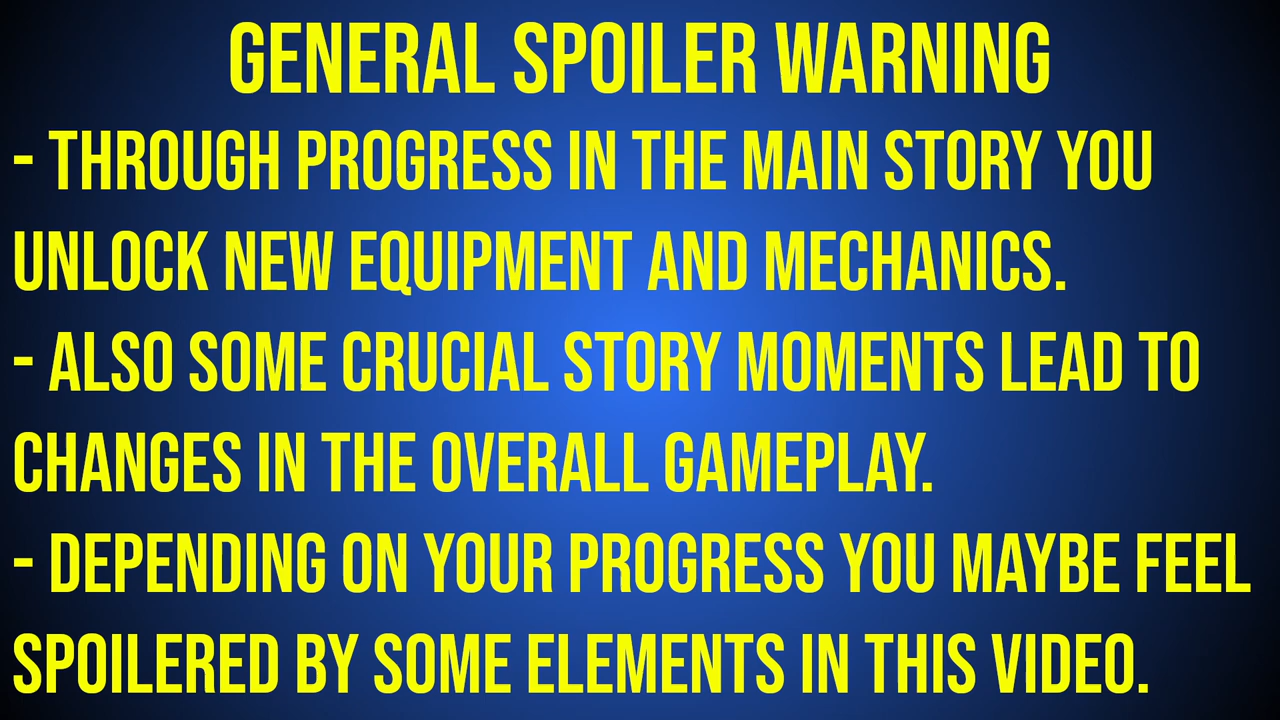 GENERAL SPOILER WARNING
- THROUGH PROGRESS IN THE MAIN STORY YOU
UNLOCK NEW EQUIPMENT AND MECHANICS.
- ALSO SOME CRUCIAL STORY MOMENTS LEAD TO
CHANGES IN THE OVERALL GAMEPLAY.
- DEPENDING ON YOUR PROGRESS YOU MAYBE FEEL
SPOILERED BY SOME ELEMENTS IN THIS VIDEO.